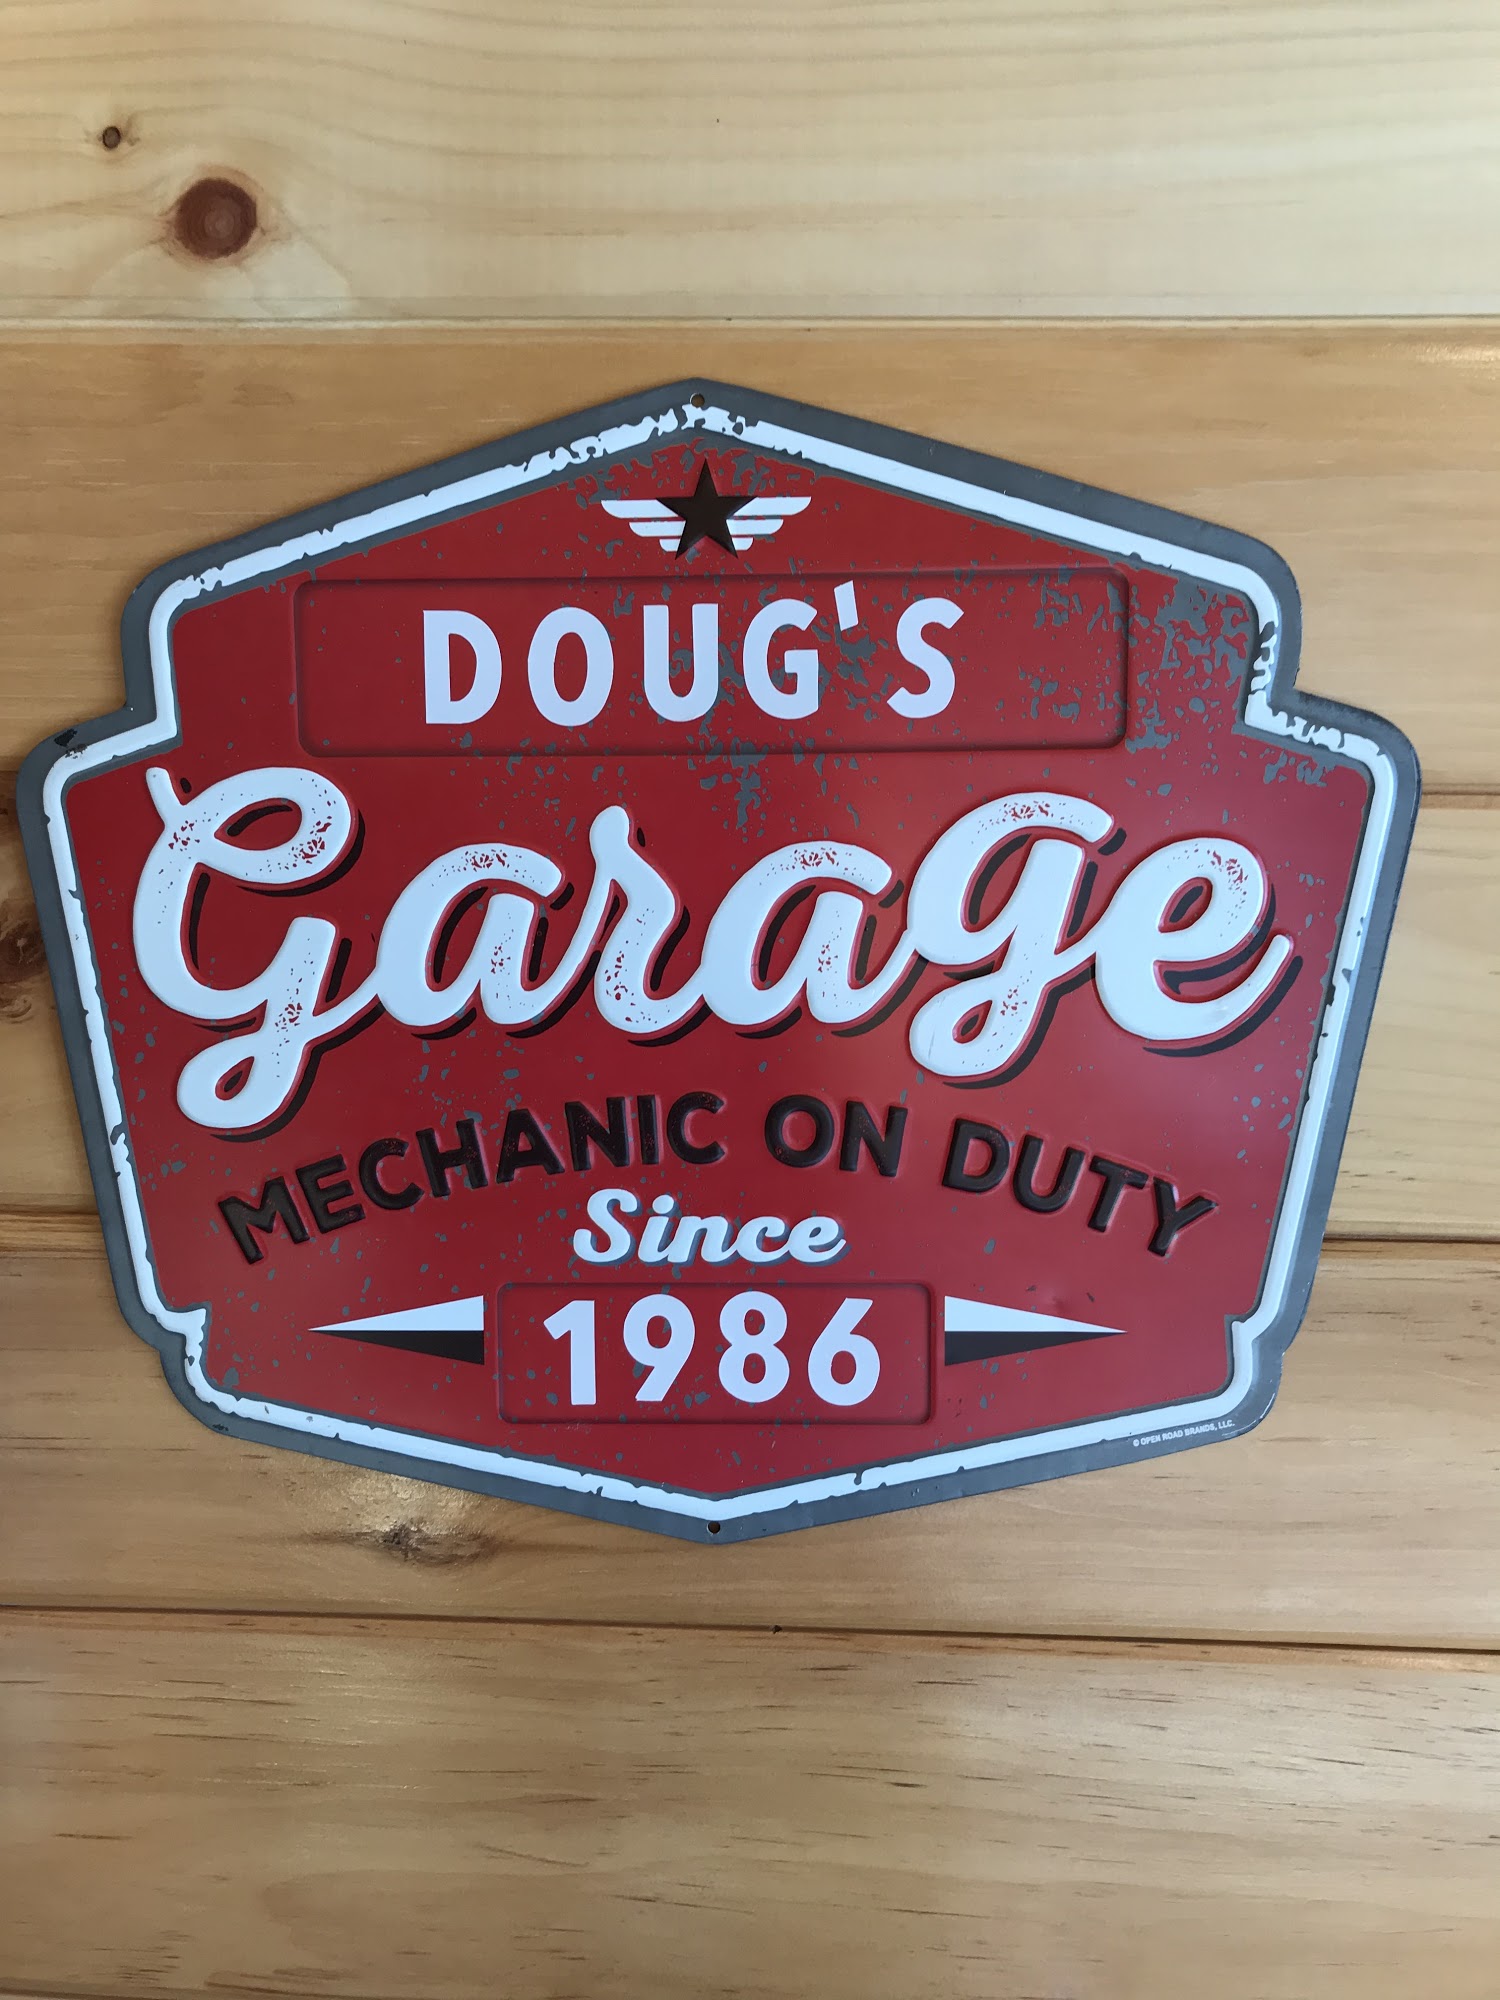 DOUG'S
Garage
MECHANIC ON DUTY
Since
1986
© OPEN ROAD BRANDS, LLC.